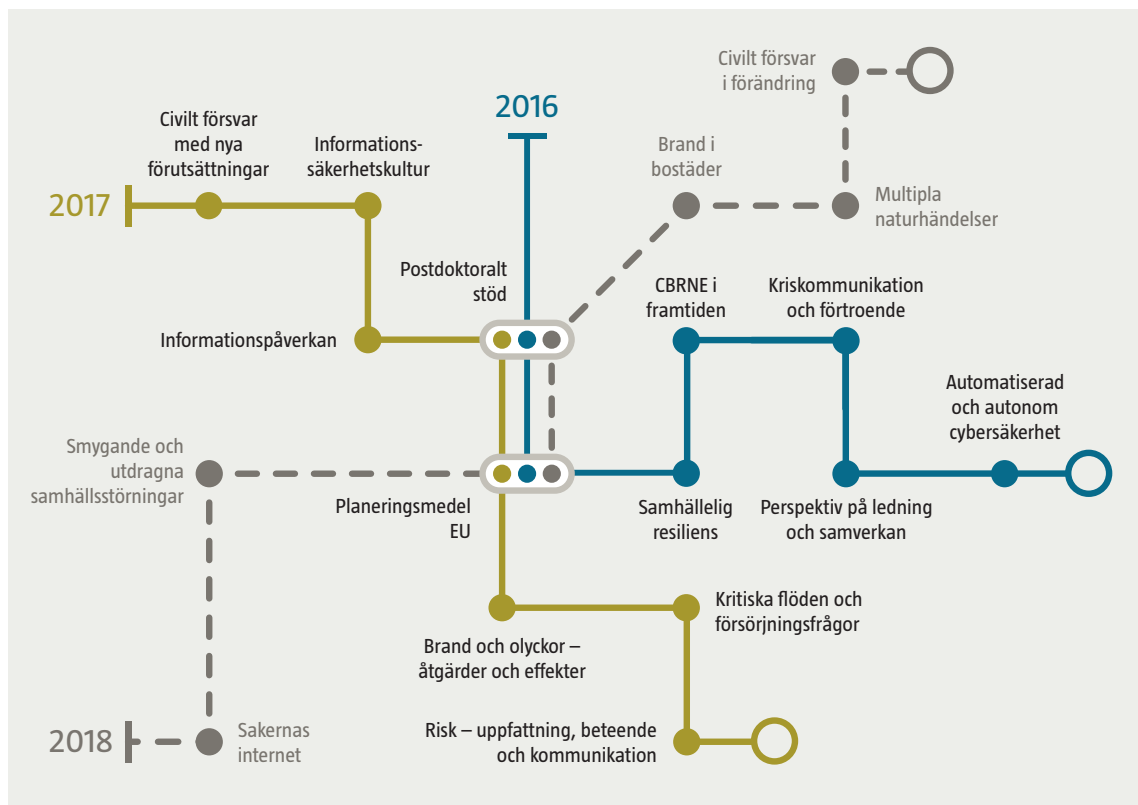 Civilt försvar
i förändring
2016
Civilt försvar
med nya
förutsättningar
Informations-
säkerhetskultur
Brand i
bostäder
2017
Multipla
naturhändelser
Postdoktoralt
stöd
CBRNE i
framtiden
Kriskommunikation
och förtroende
Informationspåverkan
Automatiserad
och autonom
cybersäkerhet
Smygande och
utdragna
samhällsstörningar
Planeringsmedel
EU
Samhällelig
resiliens
Perspektiv på ledning
och samverkan
Kritiska flöden och
försörjningsfrågor
Brand och olyckor –
åtgärder och effekter
2018
Sakernas
internet
Risk – uppfattning, beteende
och kommunikation